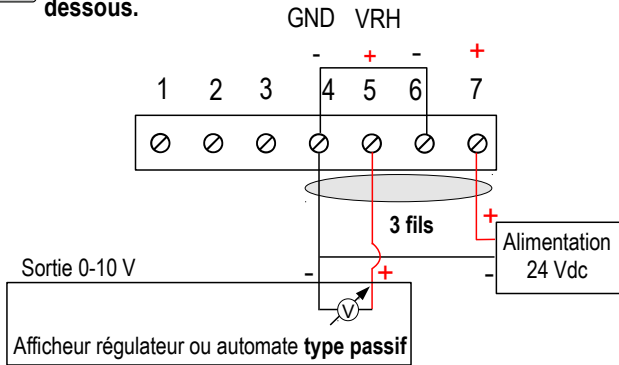 dessous.
GND VRH
- + - +
1 2 3 4 5 6 7
3 fils
+
Alimentation
24 Vdc
-
Sortie 0-10 V
- +
V
Afficheur régulateur ou automate type passif